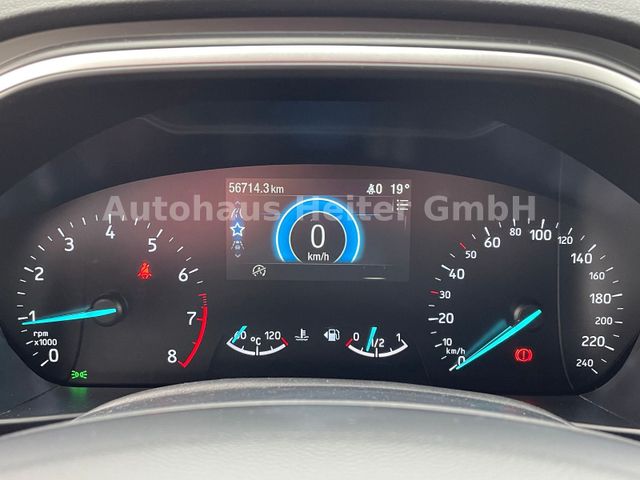 56714.3 km 0 19°
Autohaus Heiter GmbH
0
km/h
0 1 2 3 4 5 6 7 8
rpm
x1000
60 °C 120
0 1/2 1
0 10 20 30 40 50 60 80 100 120 140 160 180 200 220 240
km/h